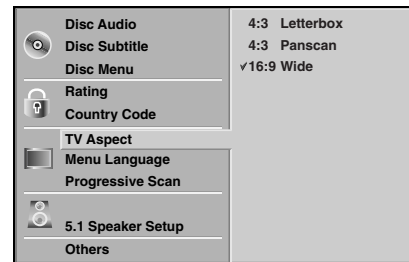 Disc Audio
Disc Subtitle
Disc Menu
Rating
Country Code
TV Aspect
Menu Language
Progressive Scan
5.1 Speaker Setup
Others
4:3 Letterbox
4:3 Panscan
✓16:9 Wide